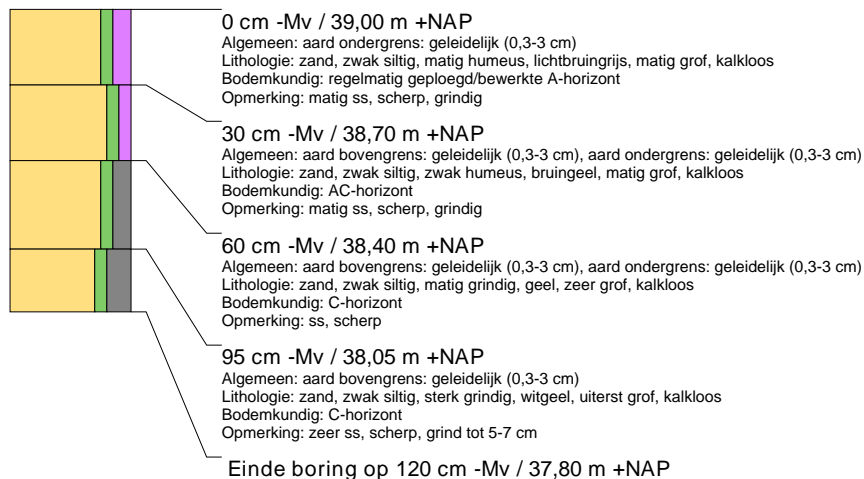 0 cm -Mv / 39,00 m +NAP
Algemeen: aard ondergrens: geleidelijk (0,3-3 cm)
Lithologie: zand, zwak siltig, matig humeus, lichtbruingrijs, matig grof, kalkloos
Bodemkundig: regelmatig geploegd/bewerkte A-horizont
Opmerking: matig ss, scherp, grindig
30 cm -Mv / 38,70 m +NAP
Algemeen: aard bovengrens: geleidelijk (0,3-3 cm), aard ondergrens: geleidelijk (0,3-3 cm)
Lithologie: zand, zwak siltig, zwak humeus, bruingeel, matig grof, kalkloos
Bodemkundig: AC-horizont
Opmerking: matig ss, scherp, grindig
60 cm -Mv / 38,40 m +NAP
Algemeen: aard bovengrens: geleidelijk (0,3-3 cm), aard ondergrens: geleidelijk (0,3-3 cm)
Lithologie: zand, zwak siltig, matig grindig, geel, zeer grof, kalkloos
Bodemkundig: C-horizont
Opmerking: ss, scherp
95 cm -Mv / 38,05 m +NAP
Algemeen: aard bovengrens: geleidelijk (0,3-3 cm)
Lithologie: zand, zwak siltig, sterk grindig, witgeel, uiterst grof, kalkloos
Bodemkundig: C-horizont
Opmerking: zeer ss, scherp, grind tot 5-7 cm
Einde boring op 120 cm -Mv / 37,80 m +NAP